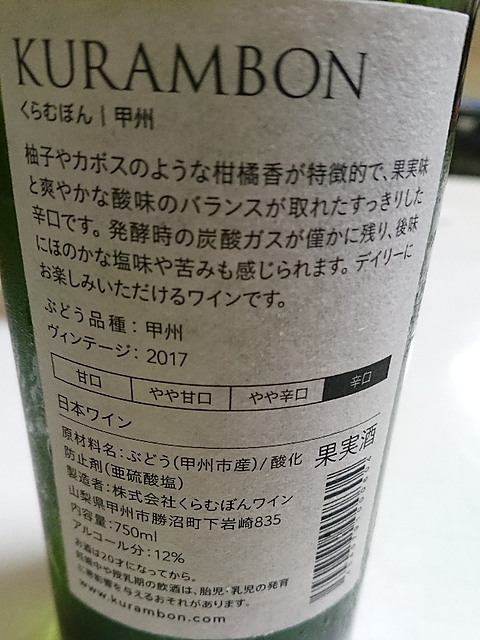 KURAMBON
くらむぼん | 甲州
柚子やカボスのような柑橘香が特徴的で、果実味
と爽やかな酸味のバランスが取れたすっきりした
辛口です。発酵時の炭酸ガスが僅かに残り、後味
にほのかな塩味や苦みも感じられます。デイリーに
お楽しみいただけるワインです。
ぶどう品種：甲州
ヴィンテージ：2017
甘口 やや甘口 やや辛口 辛口
日本ワイン
果実酒
原材料名：ぶどう(甲州市産)/酸化
防止剤(亜硫酸塩)
製造者：株式会社くらむぼんワイン
山梨県甲州市勝沼町下岩崎835
内容量：750ml
アルコール分：12%
お酒は20才になってから。
妊娠中や授乳期の飲酒は、胎児・乳児の発育
に悪影響を与えるおそれがあります。
www.kurambon.com